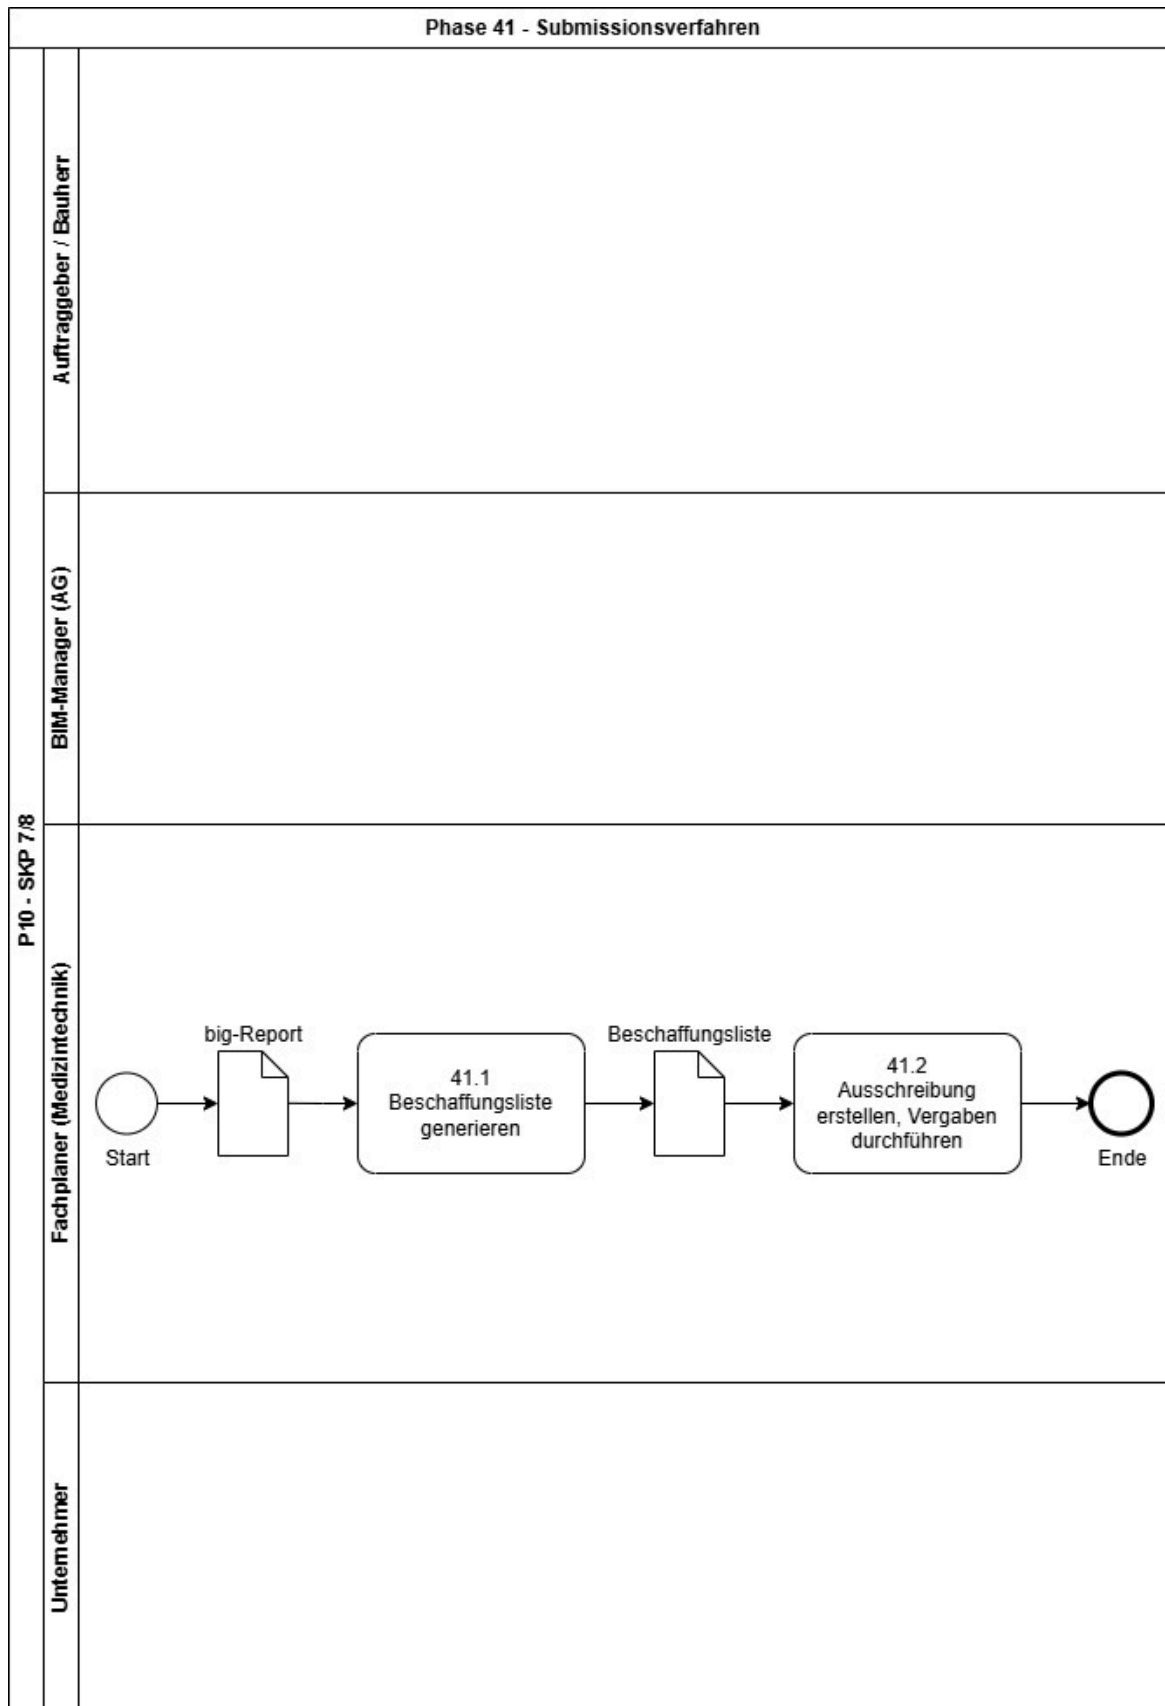 Phase 41 - Submissionsverfahren
P10 - SKP 7/8
Auftraggeber / Bauherr
BIM-Manager (AG)
Fachplaner (Medizintechnik)
Start
big-Report
41.1
Beschaffungsliste
generieren
Beschaffungsliste
41.2
Ausschreibung
erstellen, Vergaben
durchführen
Ende
Unternehmer